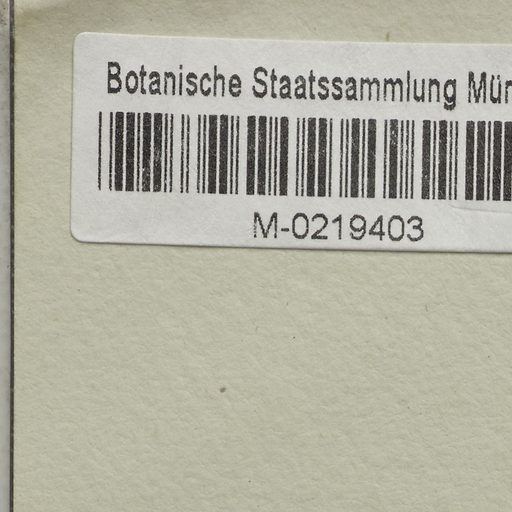 Botanische Staatssammlung Mün
M-0219403